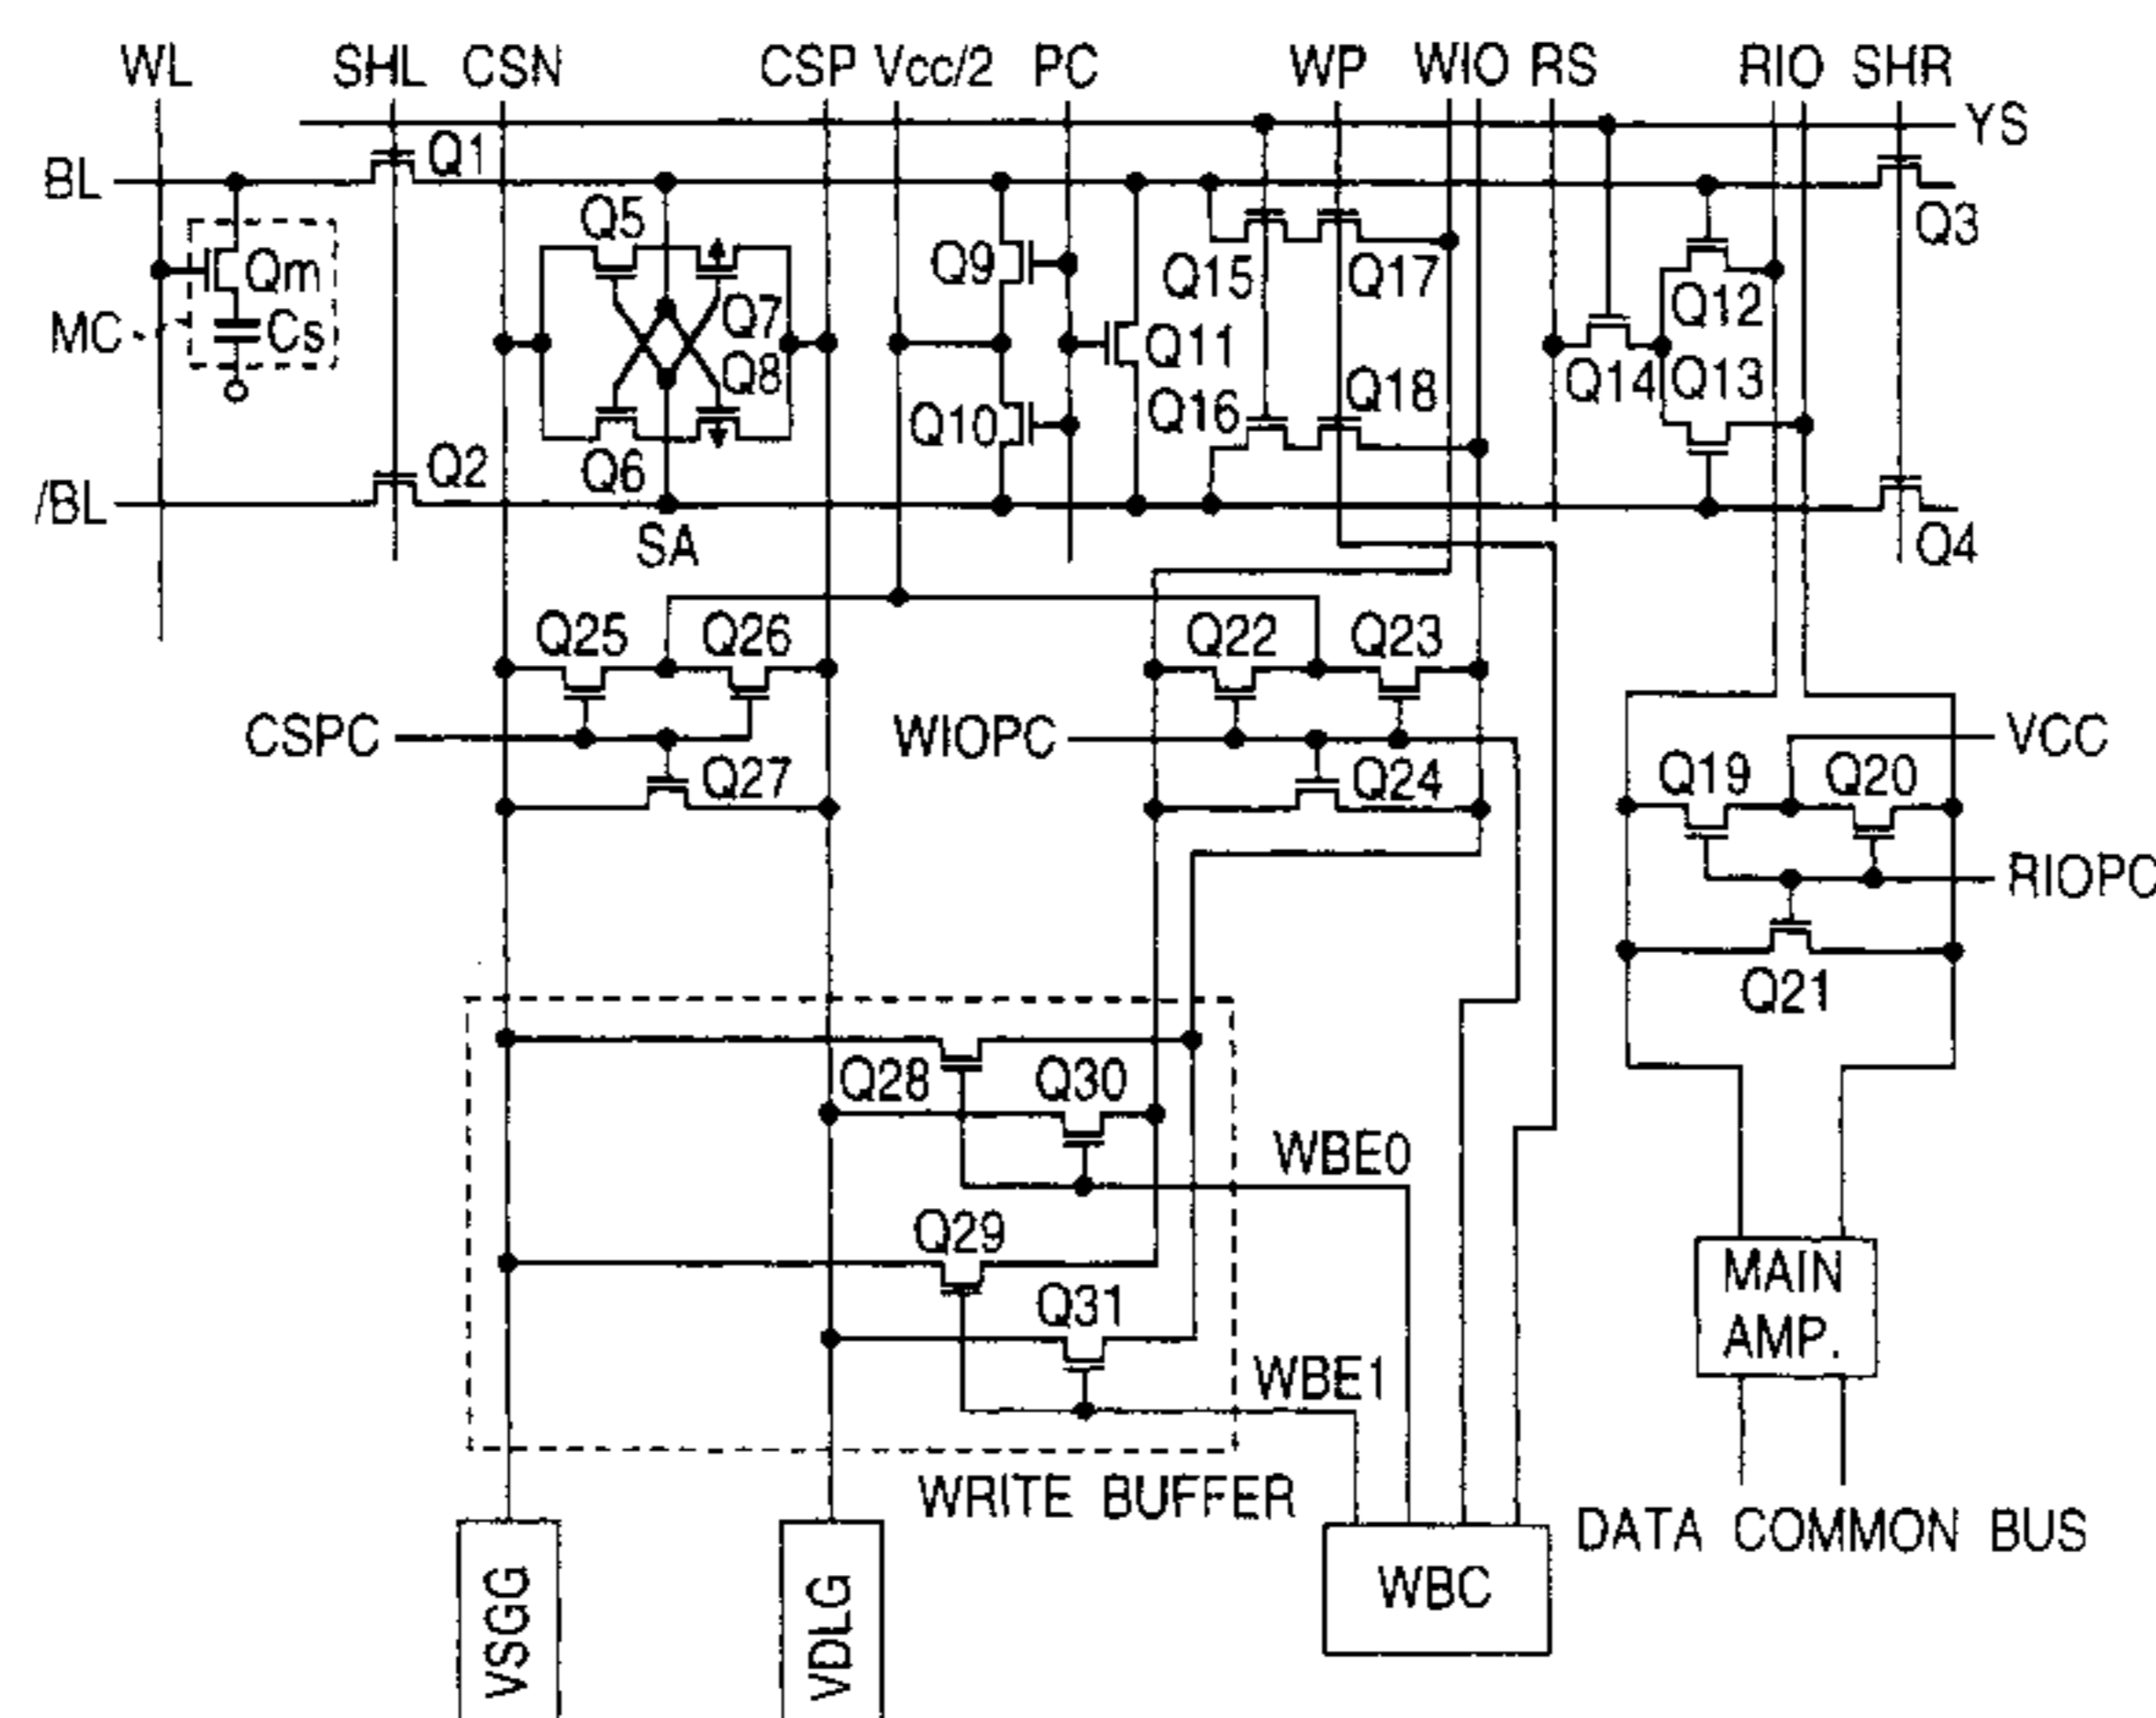 WL SHL CSN CSP Vcc/2 PC WP WIO RS RIO SHR
YS
BL Q1
Q5 Q3
Qm Q9 Q15 Q17 Q12
MC Cs Q7 Q11 Q14 Q13
Q8 Q10 Q16 Q18
/BL Q2 Q6
SA Q4
Q25 Q26 Q22 Q23
CSPC WIOPC VCC
Q27 Q24 Q19 Q20
RIOPC
Q21
Q28 Q30
WBE0
Q29
Q31 MAIN
AMP.
WBE1
WRITE BUFFER
DATA COMMON BUS
VSGG VDLG WBC